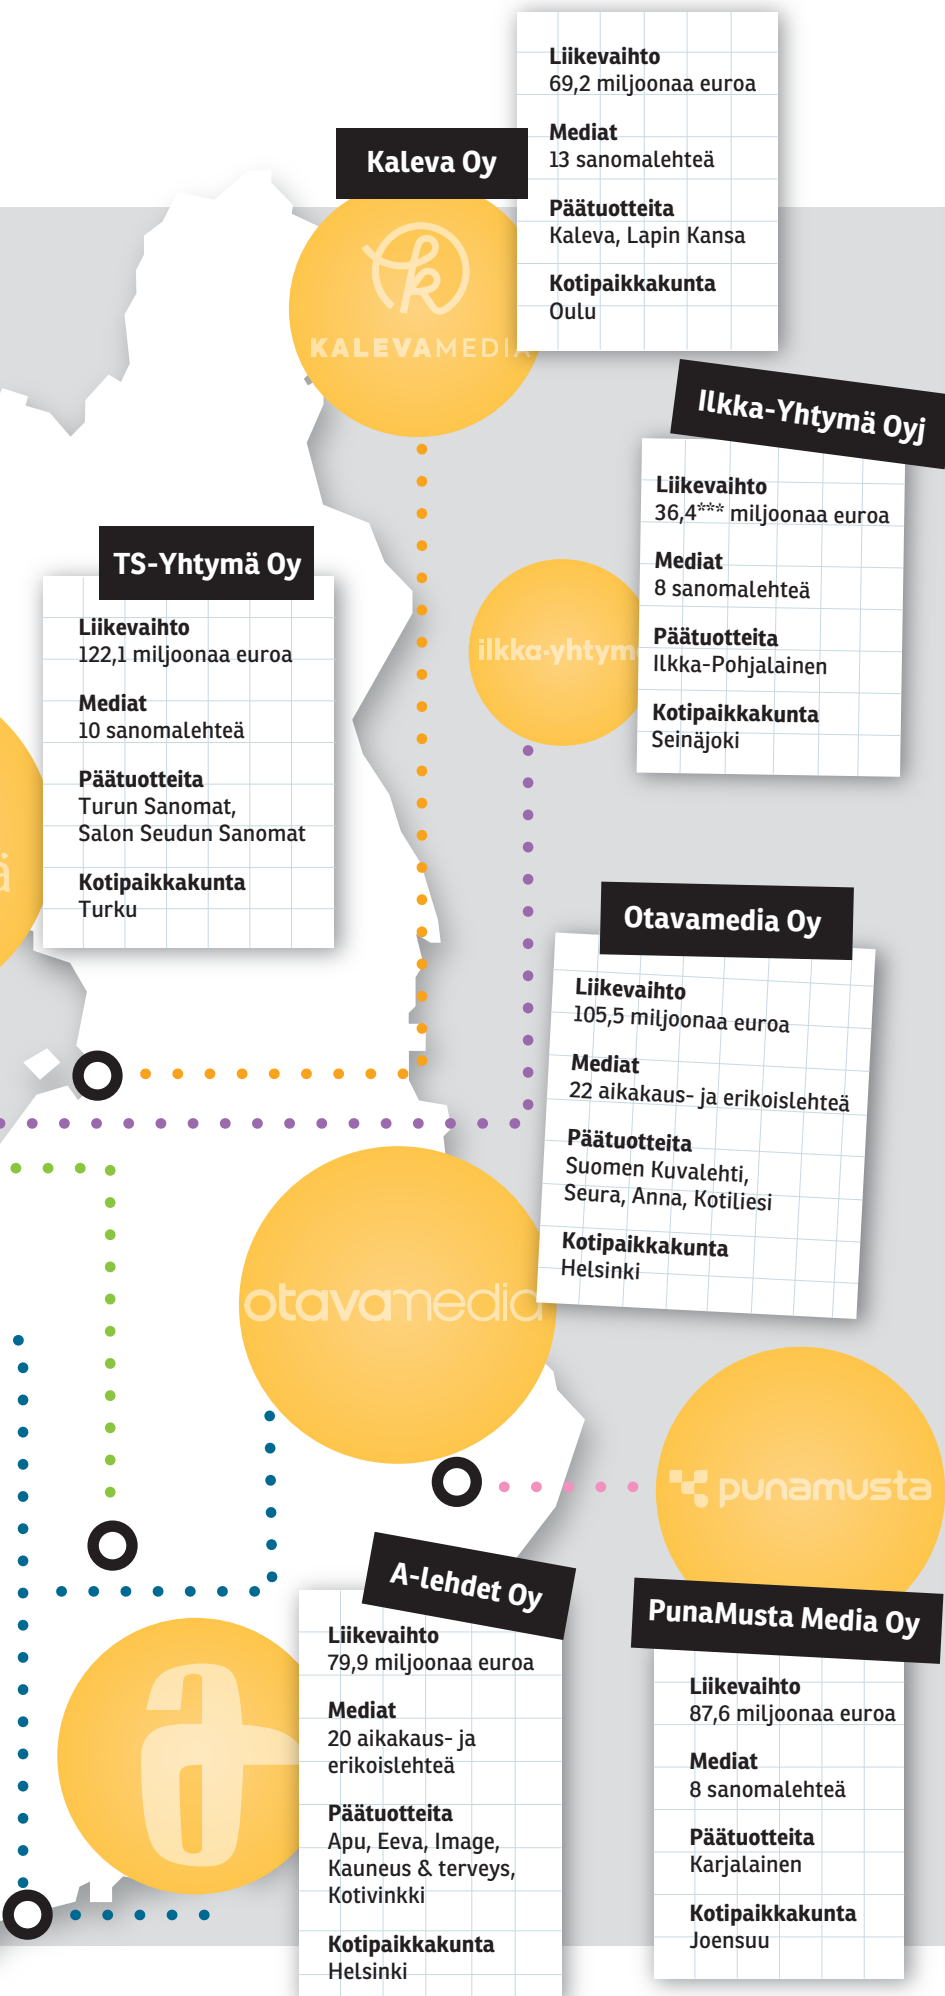 Kaleva Oy
Liikevaihto
69,2 miljoonaa euroa
Mediat
13 sanomalehteä
Päätuotteita
Kaleva, Lapin Kansa
Kotipaikkakunta
Oulu
KALEVAMEDIA
Ilkka-Yhtymä Oyj
Liikevaihto
36,4*** miljoonaa euroa
Mediat
8 sanomalehteä
Päätuotteita
Ilkka-Pohjalainen
Kotipaikkakunta
Seinäjoki
ilkka-yhtym
TS-Yhtymä Oy
Liikevaihto
122,1 miljoonaa euroa
Mediat
10 sanomalehteä
Päätuotteita
Turun Sanomat,
Salon Seudun Sanomat
Kotipaikkakunta
Turku
ä
Otavamedia Oy
Liikevaihto
105,5 miljoonaa euroa
Mediat
22 aikakaus- ja erikoislehteä
Päätuotteita
Suomen Kuvalehti,
Seura, Anna, Kotiliesi
Kotipaikkakunta
Helsinki
otavamedia
punamusta
A-lehdet Oy
Liikevaihto
79,9 miljoonaa euroa
Mediat
20 aikakaus- ja
erikoislehteä
Päätuotteita
Apu, Eeva, Image,
Kauneus & terveys,
Kotivinkki
Kotipaikkakunta
Helsinki
PunaMusta Media Oy
Liikevaihto
87,6 miljoonaa euroa
Mediat
8 sanomalehteä
Päätuotteita
Karjalainen
Kotipaikkakunta
Joensuu